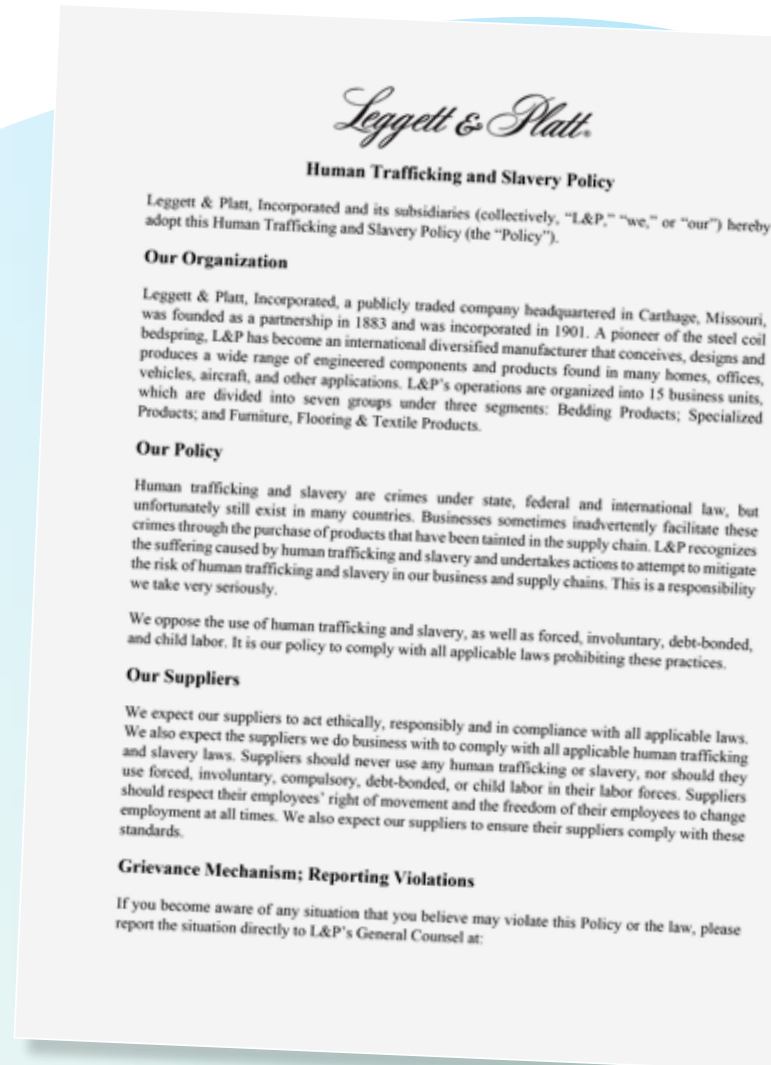 Leggett & Platt.
Human Trafficking and Slavery Policy
Leggett & Platt, Incorporated and its subsidiaries (collectively, “L&P,” “we,” or “our”) hereby
adopt this Human Trafficking and Slavery Policy (the “Policy”).
Our Organization
Leggett & Platt, Incorporated, a publicly traded company headquartered in Carthage, Missouri,
was founded as a partnership in 1883 and was incorporated in 1901. A pioneer of the steel coil
bedspring, L&P has become an international diversified manufacturer that conceives, designs and
produces a wide range of engineered components and products found in many homes, offices,
vehicles, aircraft, and other applications. L&P’s operations are organized into 15 business units,
which are divided into seven groups under three segments: Bedding Products; Specialized
Products; and Furniture, Flooring & Textile Products.
Our Policy
Human trafficking and slavery are crimes under state, federal and international law, but
unfortunately still exist in many countries. Businesses sometimes inadvertently facilitate these
crimes through the purchase of products that have been tainted in the supply chain. L&P recognizes
the suffering caused by human trafficking and slavery and undertakes actions to attempt to mitigate
the risk of human trafficking and slavery in our business and supply chains. This is a responsibility
we take very seriously.
We oppose the use of human trafficking and slavery, as well as forced, involuntary, debt-bonded,
and child labor. It is our policy to comply with all applicable laws prohibiting these practices.
Our Suppliers
We expect our suppliers to act ethically, responsibly and in compliance with all applicable laws.
We also expect the suppliers we do business with to comply with all applicable human trafficking
and slavery laws. Suppliers should never use any human trafficking or slavery, nor should they
use forced, involuntary, compulsory, debt-bonded, or child labor in their labor forces. Suppliers
should respect their employees’ right of movement and the freedom of their employees to change
employment at all times. We also expect our suppliers to ensure their suppliers comply with these
standards.
Grievance Mechanism; Reporting Violations
If you become aware of any situation that you believe may violate this Policy or the law, please
report the situation directly to L&P’s General Counsel at: